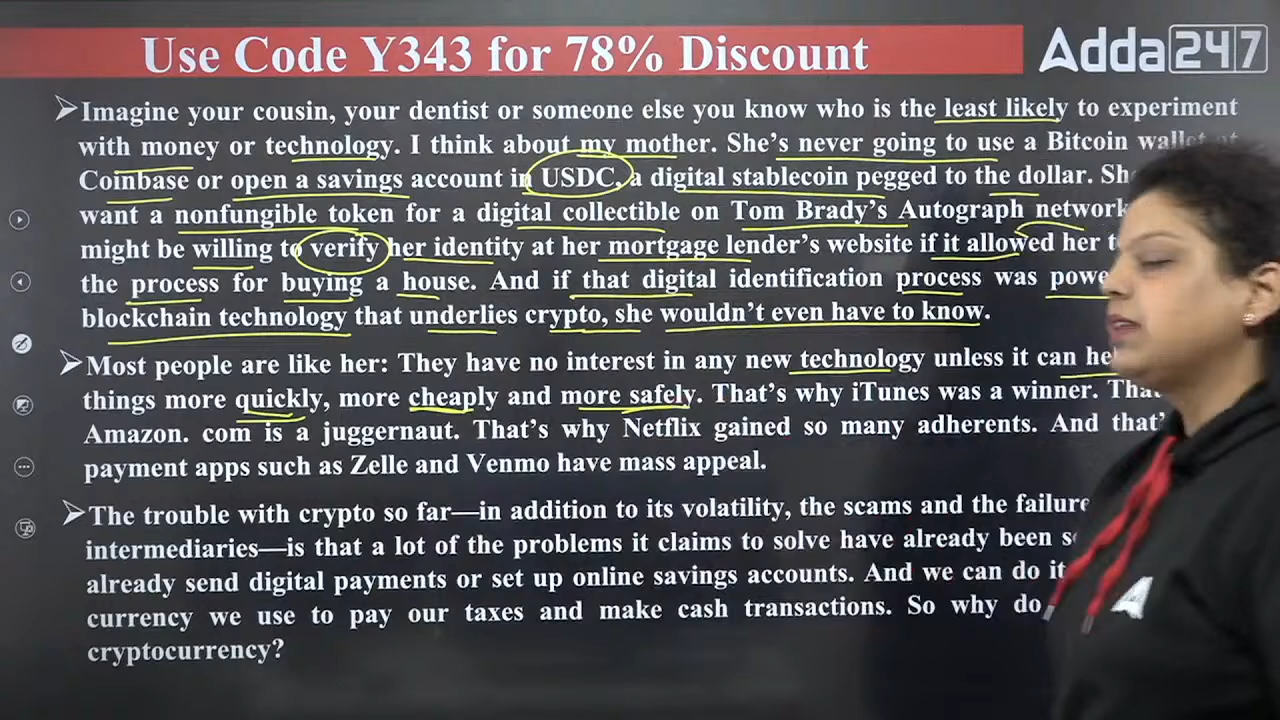 Use Code Y343 for 78% Discount
Adda247
Imagine your cousin, your dentist or someone else you know who is the least likely to experiment
with money or technology. I think about my mother. She's never going to use a Bitcoin wallet at
Coinbase or open a savings account in USDC, a digital stablecoin pegged to the dollar.
want a nonfungible token for a digital collectible on Tom Brady's Autograph network
might be willing to verify her identity at her mortgage lender's website if it allowed her
the process for buying a house. And if that digital identification process was
blockchain technology that underlies crypto, she wouldn't even have to know.
Most people are like her: They have no interest in any new technology unless it can
things more quickly, more cheaply and more safely. That's why iTunes was a winner.
Amazon. com is a juggernaut. That's why Netflix gained so many adherents. And
payment apps such as Zelle and Venmo have mass appeal.
The trouble with crypto so far—in addition to its volatility, the scams and the
intermediaries—is that a lot of the problems it claims to solve have already been
already send digital payments or set up online savings accounts. And we can do it
currency we use to pay our taxes and make cash transactions. So why do
cryptocurrency?